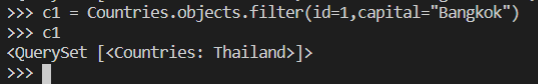 >>> c1 = Countries.objects.filter(id=1,capital="Bangkok")
>>> c1
<QuerySet [<Countries: Thailand>]>
>>>